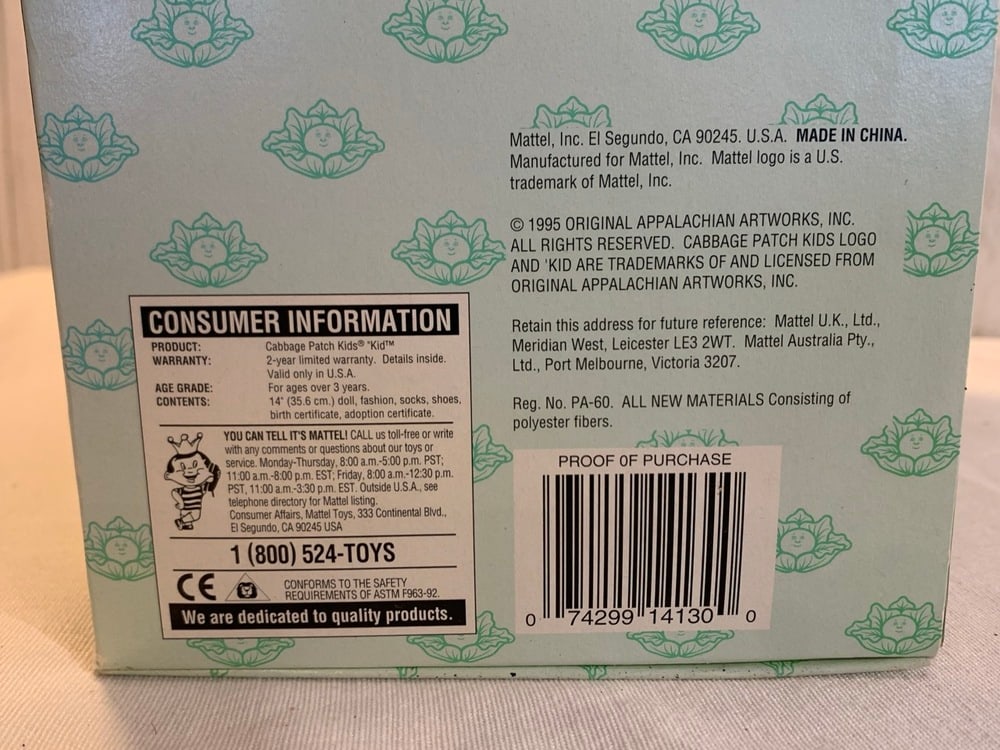 Mattel, Inc. El Segundo, CA 90245. U.S.A. MADE IN CHINA.
Manufactured for Mattel, Inc. Mattel logo is a U.S.
trademark of Mattel, Inc.
© 1995 ORIGINAL APPALACHIAN ARTWORKS, INC.
ALL RIGHTS RESERVED. CABBAGE PATCH KIDS LOGO
AND 'KID ARE TRADEMARKS OF AND LICENSED FROM
ORIGINAL APPALACHIAN ARTWORKS, INC.
Retain this address for future reference: Mattel U.K., Ltd.,
Meridian West, Leicester LE3 2WT. Mattel Australia Pty.,
Ltd., Port Melbourne, Victoria 3207.
Reg. No. PA-60. ALL NEW MATERIALS Consisting of
polyester fibers.
CONSUMER INFORMATION
PRODUCT: Cabbage Patch Kids® 'Kid™
WARRANTY: 2-year limited warranty. Details inside.
Valid only in U.S.A.
AGE GRADE: For ages over 3 years.
CONTENTS: 14" (35.6 cm.) doll, fashion, socks, shoes,
birth certificate, adoption certificate.
YOU CAN TELL IT'S MATTEL! CALL us toll-free or write
with any comments or questions about our toys or
service. Monday-Thursday, 8:00 a.m.-5:00 p.m. PST;
11:00 a.m.-8:00 p.m. EST; Friday, 8:00 a.m.-12:30 p.m.
PST, 11:00 a.m.-3:30 p.m. EST. Outside U.S.A., see
telephone directory for Mattel listing.
Consumer Affairs, Mattel Toys, 333 Continental Blvd.,
El Segundo, CA 90245 USA
1 (800) 524-TOYS
CE
CONFORMS TO THE SAFETY
REQUIREMENTS OF ASTM F963-92.
We are dedicated to quality products.
PROOF OF PURCHASE
0 74299 14130 0